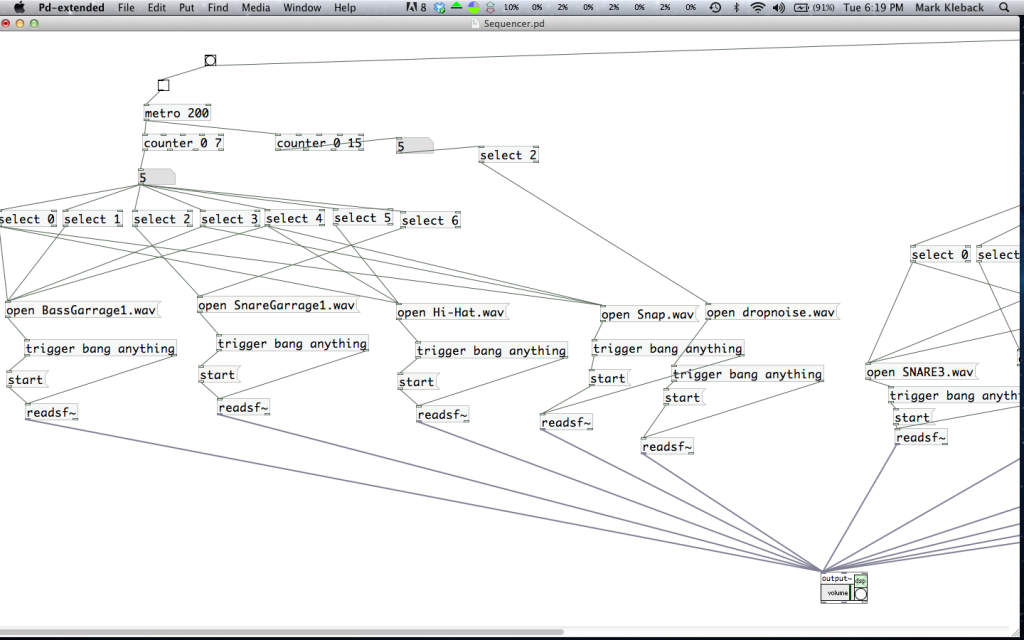 Pd-extended File Edit Put Find Media Window Help 8 10% 0% 2% 0% 2% 0% 2% 0% (91%) Tue 6:19 PM Mark Kleback
Sequencer.pd
metro 200
counter 0 7 counter 0 15 5 select 2
5
select 0 select 1 select 2 select 3 select 4 select 5 select 6
select 0 select
open BassGarrage1.wav open SnareGarrage1.wav open Hi-Hat.wav open Snap.wav open dropnoise.wav
trigger bang anything trigger bang anything trigger bang anything trigger bang anything
start start start start trigger bang anything open SNARE3.wav
start trigger bang anyth
readsf~ readsf~ readsf~ readsf~ start
readsf~ readsf~
output~ dsp
volume